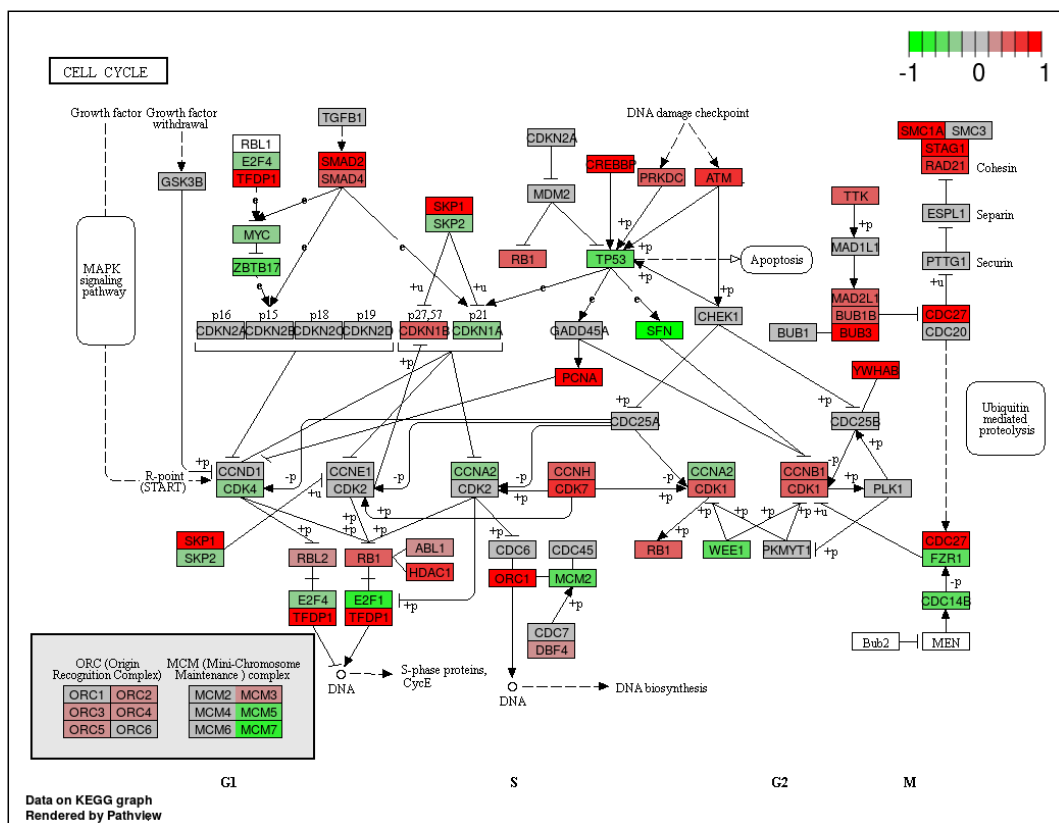 CELL CYCLE
-1 0 1
Growth factor
Growth factor
withdrawal
RBL1
E2F4
TFDP1
TGFB1
SMAD2
SMAD4
GSK3B
MYC
ZBTB17
SKP1
SKP2
CDKN2A
MDM2
RB1
DNA damage checkpoint
CREBBP
PRKDC
ATM
TP53
Apoptosis
SMC1A
SMC3
STAG1
RAD21
Cohesin
TTK
ESPL1
Separin
MAD1L1
PTTG1
Securin
MAD2L1
BUB1B
BUB3
BUB1
CDC27
CDC20
MAPK
signaling
pathway
e
e
e
e
e
e
e
e
+p
+p
+p
+p
+p
+p
+u
+u
+u
p16
p15
p18
p19
p27,57
p21
CDKN2A
CDKN2B
CDKN2C
CDKN2D
CDKN1B
CDKN1A
GADD45A
SFN
CHEK1
PCNA
YWHAB
CDC25A
CDC25B
Ubiquitin
mediated
proteolysis
+p
+p
+p
+p
R-point
(START)
+p
CCND1
CDK4
-p
CCNE1
CDK2
-p
CCNA2
CDK2
-p
+p
CCNH
CDK7
-p
+p
CCNA2
CDK1
CCNB1
CDK1
-p
+p
PLK1
+u
+u
SKP1
SKP2
+p
+p
+p
+p
+p
+p
+p
+p
+p
+p
RBL2
RB1
ABL1
HDAC1
E2F4
TFDP1
E2F1
TFDP1
+p
CDC6
CDC45
ORC1
MCM2
+p
CDC7
DBF4
RB1
WEE1
PKMYT1
CDC27
FZR1
-p
CDC14B
Bub2
MEN
DNA
S-phase proteins,
CycE
DNA
DNA biosynthesis
ORC (Origin
Recognition Complex)
ORC1 ORC2
ORC3 ORC4
ORC5 ORC6
MCM (Mini-Chromosome
Maintenance ) complex
MCM2 MCM3
MCM4 MCM5
MCM6 MCM7
G1
S
G2
M
Data on KEGG graph
Rendered by Pathview